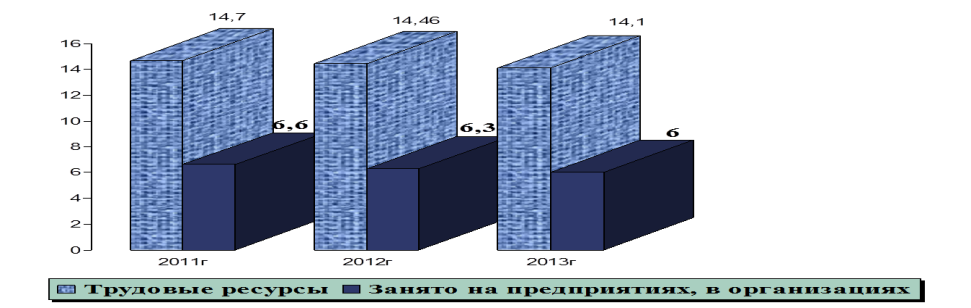 14,7 14,46 14,1
16
14
12
10
8
6
4
2
0
6,6 6,3 6
2011г 2012г 2013г
Трудовые ресурсы Занято на предприятиях, в организациях